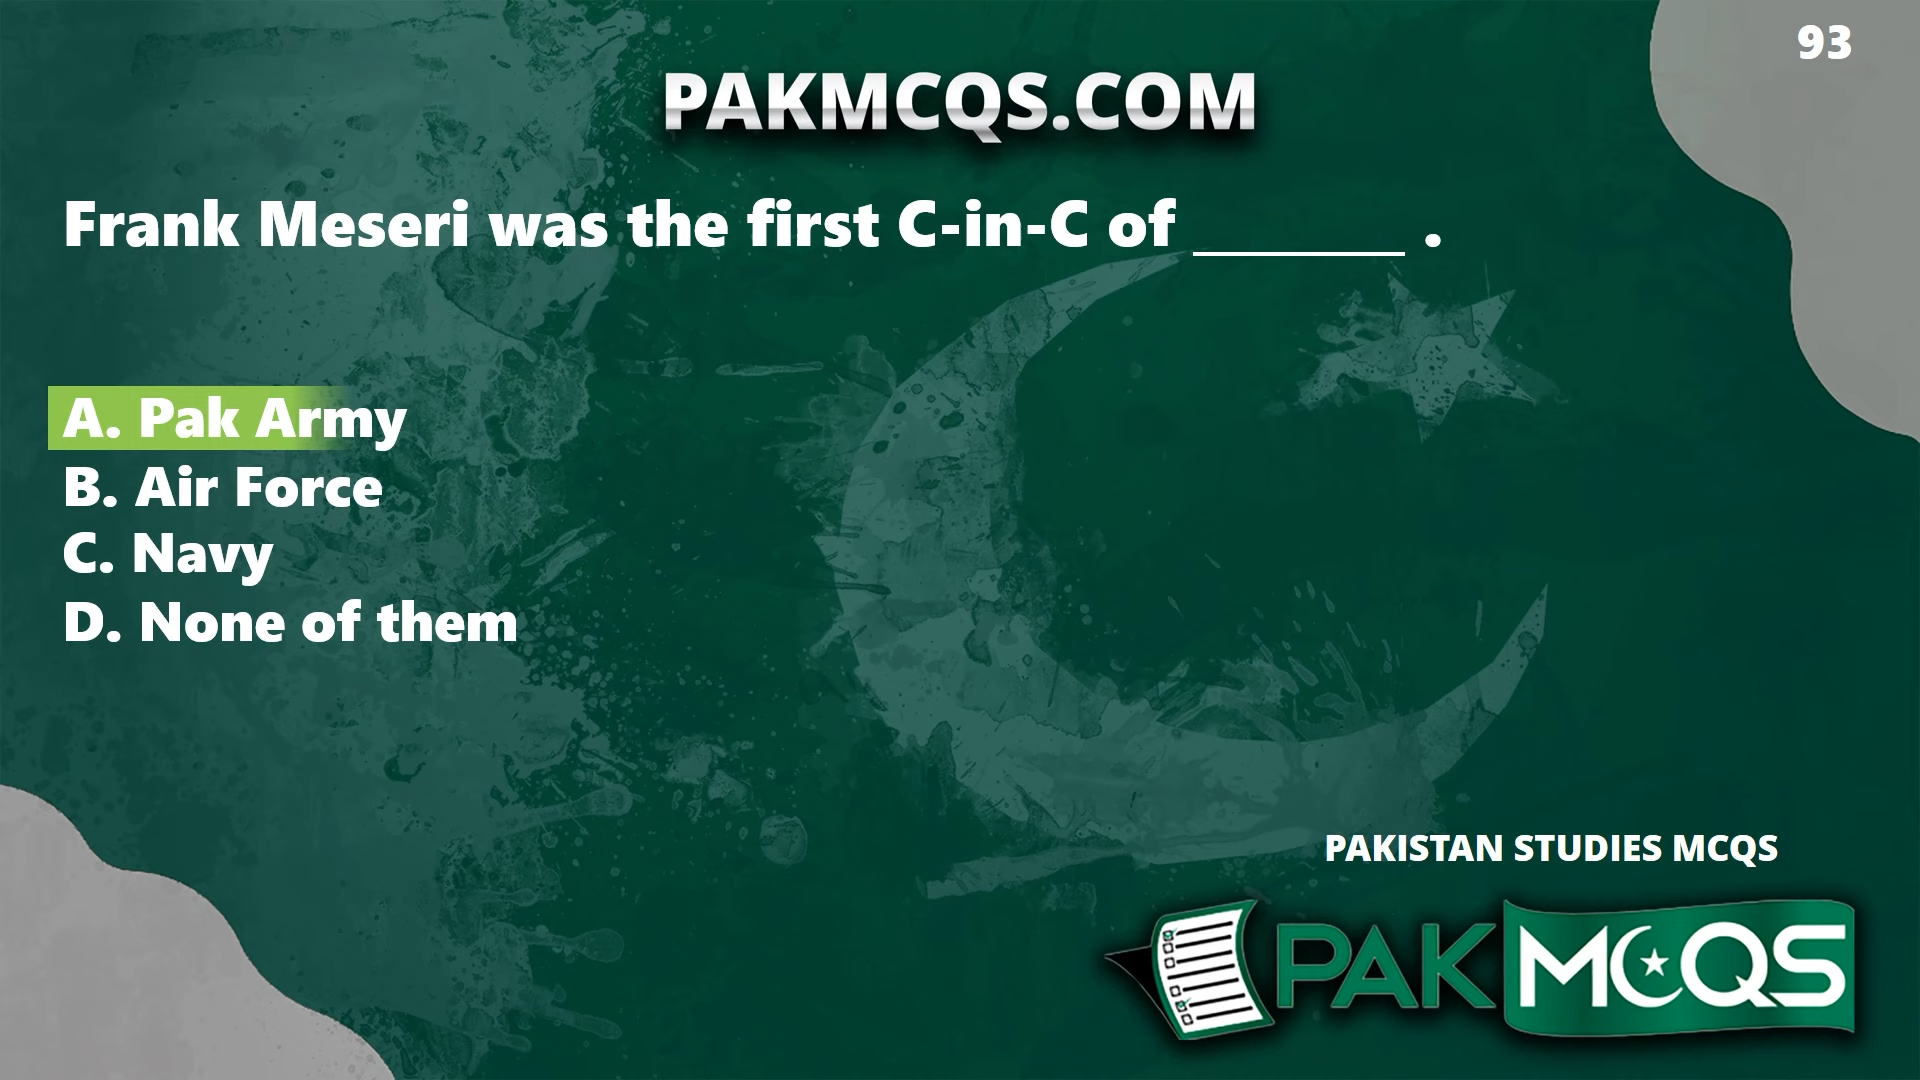 93
PAKMCQS.COM
Frank Meseri was the first C-in-C of ________ .
A. Pak Army
B. Air Force
C. Navy
D. None of them
PAKISTAN STUDIES MCQS
PAKMCQS